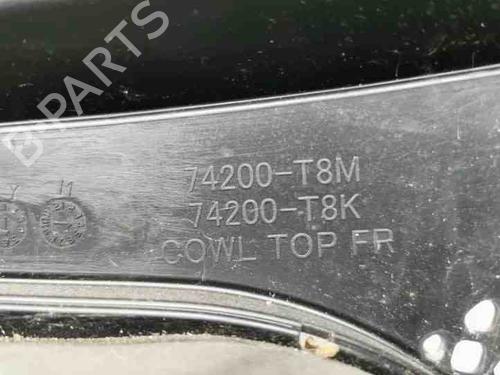 B-PARTS
74200-T8M
74200-T8K
COWL TOP FR
Y M